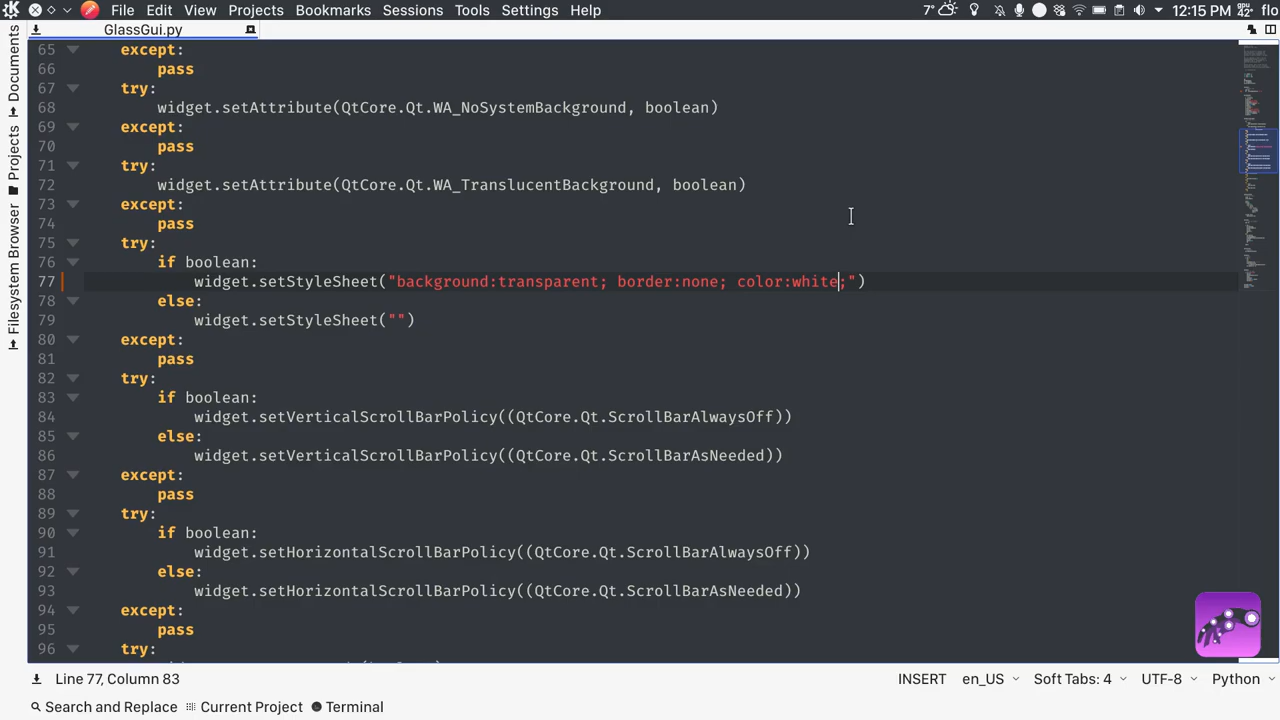 File Edit View Projects Bookmarks Sessions Tools Settings Help 7° 12:15 PM GPU 42° flo
GlassGui.py
Documents
Projects
Filesystem Browser
65 except:
66 pass
67 try:
68 widget.setAttribute(QtCore.Qt.WA_NoSystemBackground, boolean)
69 except:
70 pass
71 try:
72 widget.setAttribute(QtCore.Qt.WA_TranslucentBackground, boolean)
73 except:
74 pass
75 try:
76 if boolean:
77 widget.setStyleSheet("background:transparent; border:none; color:white;")
78 else:
79 widget.setStyleSheet("")
80 except:
81 pass
82 try:
83 if boolean:
84 widget.setVerticalScrollBarPolicy((QtCore.Qt.ScrollBarAlwaysOff))
85 else:
86 widget.setVerticalScrollBarPolicy((QtCore.Qt.ScrollBarAsNeeded))
87 except:
88 pass
89 try:
90 if boolean:
91 widget.setHorizontalScrollBarPolicy((QtCore.Qt.ScrollBarAlwaysOff))
92 else:
93 widget.setHorizontalScrollBarPolicy((QtCore.Qt.ScrollBarAsNeeded))
94 except:
95 pass
96 try:
Line 77, Column 83 INSERT en_US Soft Tabs: 4 UTF-8 Python
Search and Replace Current Project Terminal